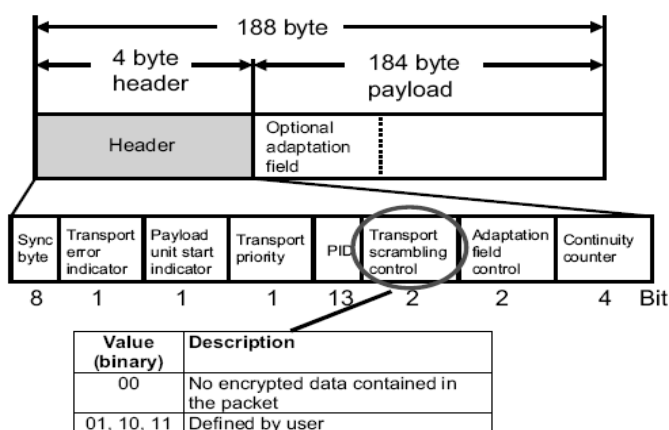 188 byte
4 byte
header
184 byte
payload
Header
Optional
adaptation
field
Sync
byte
Transport
error
indicator
Payload
unit start
indicator
Transport
priority
PID
Transport
scrambling
control
Adaptation
field
control
Continuity
counter
8 1 1 1 13 2 2 4 Bit
Value
(binary)
Description
00
No encrypted data contained in
the packet
01, 10, 11
Defined by user